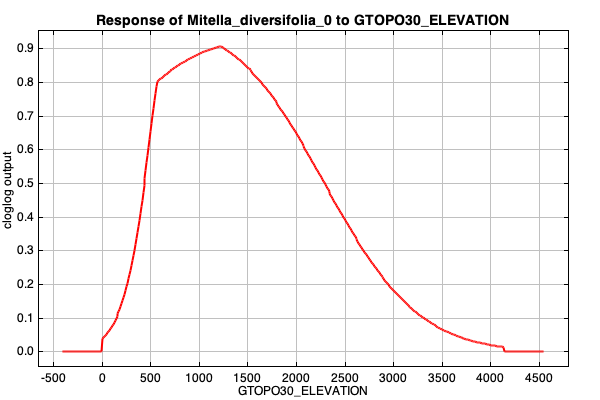 Response of Mitella_diversifolia_0 to GTOPO30_ELEVATION
cloglog output
0.9
0.8
0.7
0.6
0.5
0.4
0.3
0.2
0.1
0.0
-500 0 500 1000 1500 2000 2500 3000 3500 4000 4500
GTOPO30_ELEVATION